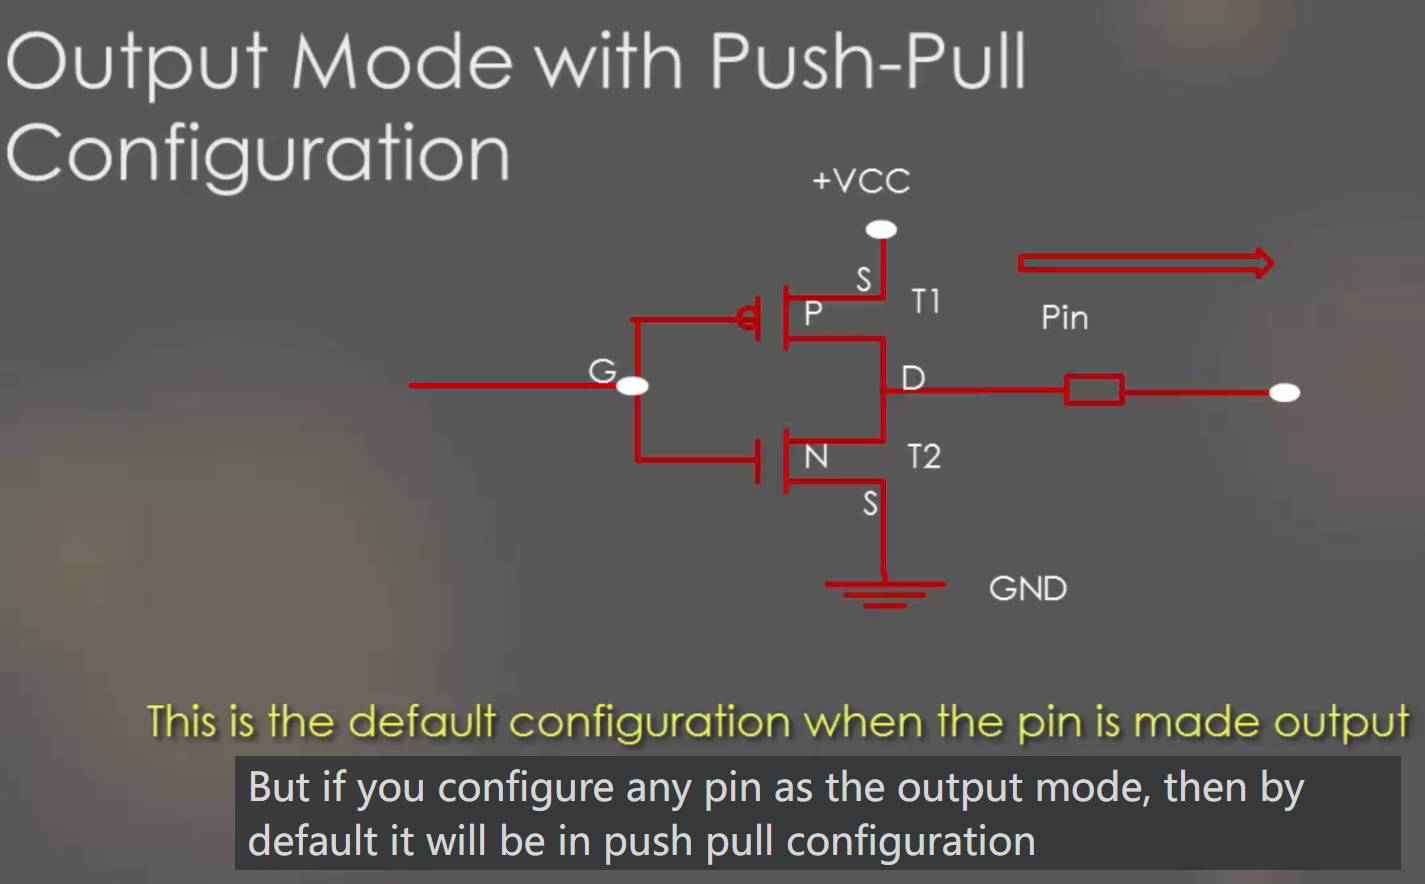 Output Mode with Push-Pull
Configuration
+VCC
S
T1
P
Pin
G
D
N
T2
S
GND
This is the default configuration when the pin is made output
But if you configure any pin as the output mode, then by
default it will be in push pull configuration